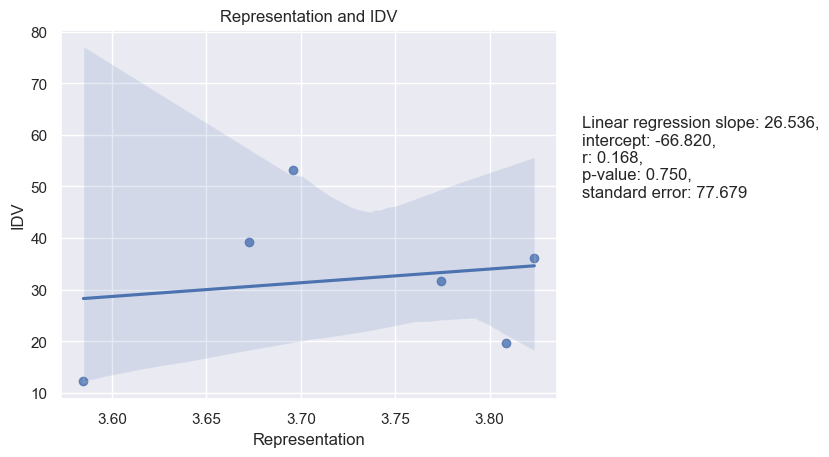 Representation and IDV
80
70
60
50
40
30
20
10
IDV
3.60 3.65 3.70 3.75 3.80
Representation
Linear regression slope: 26.536,
intercept: -66.820,
r: 0.168,
p-value: 0.750,
standard error: 77.679